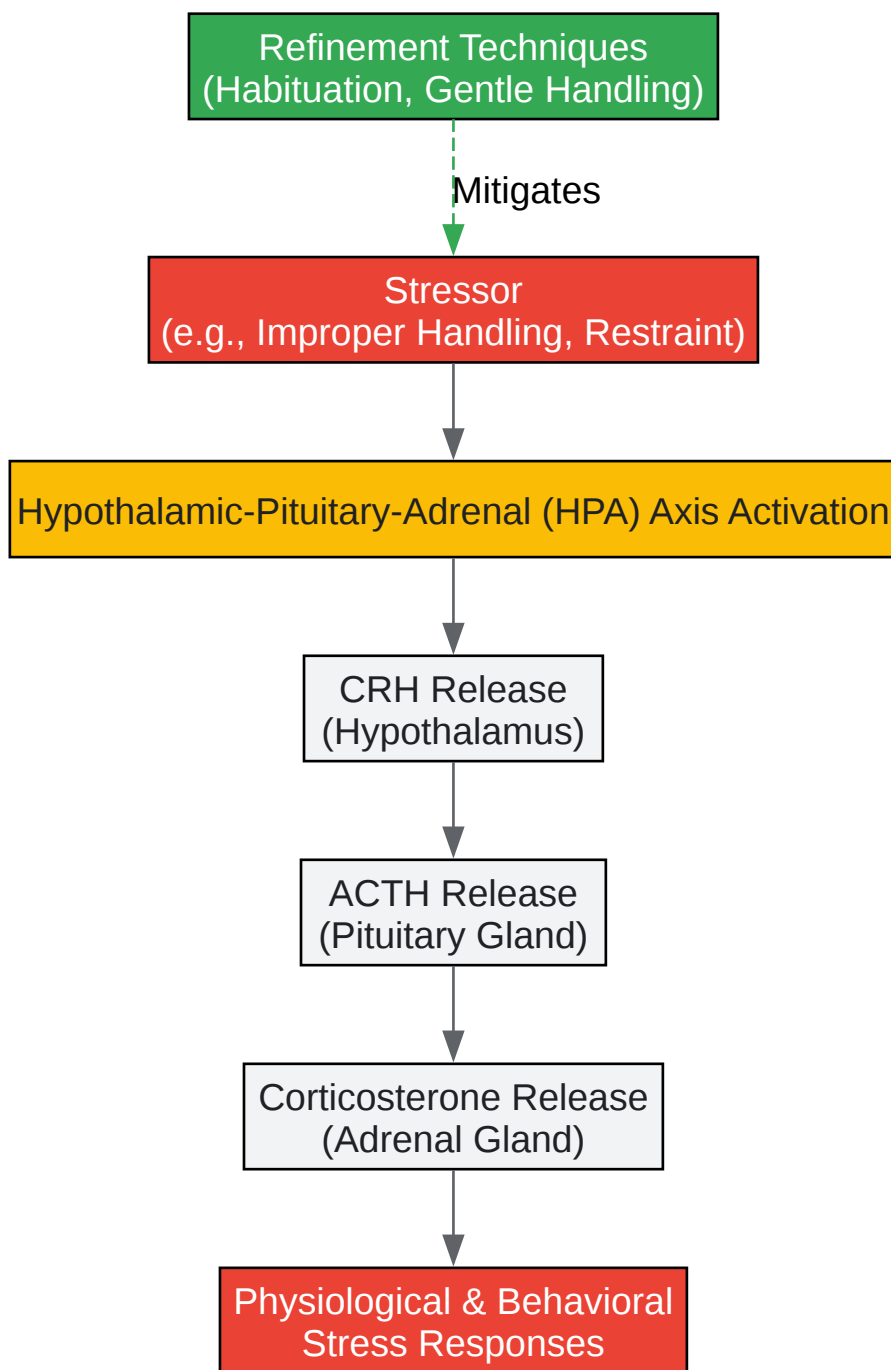 Refinement Techniques
(Habituation, Gentle Handling)
Mitigates
Stressor
(e.g., Improper Handling, Restraint)
Hypothalamic-Pituitary-Adrenal (HPA) Axis Activation
CRH Release
(Hypothalamus)
ACTH Release
(Pituitary Gland)
Corticosterone Release
(Adrenal Gland)
Physiological & Behavioral
Stress Responses